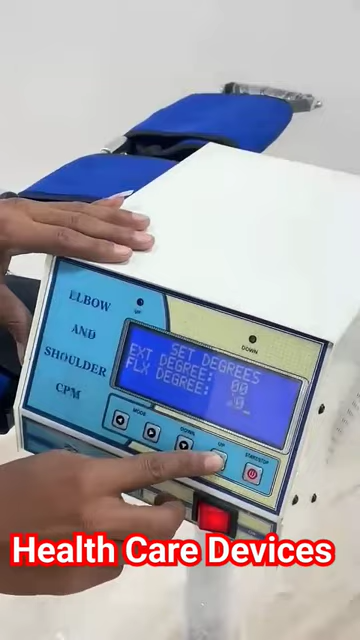 ELBOW
AND
SHOULDER
CPM
UP
DOWN
SET DEGREES
EXT DEGREE: 00
FLX DEGREE:
MODE
DOWN
UP
START/STOP
Health Care Devices